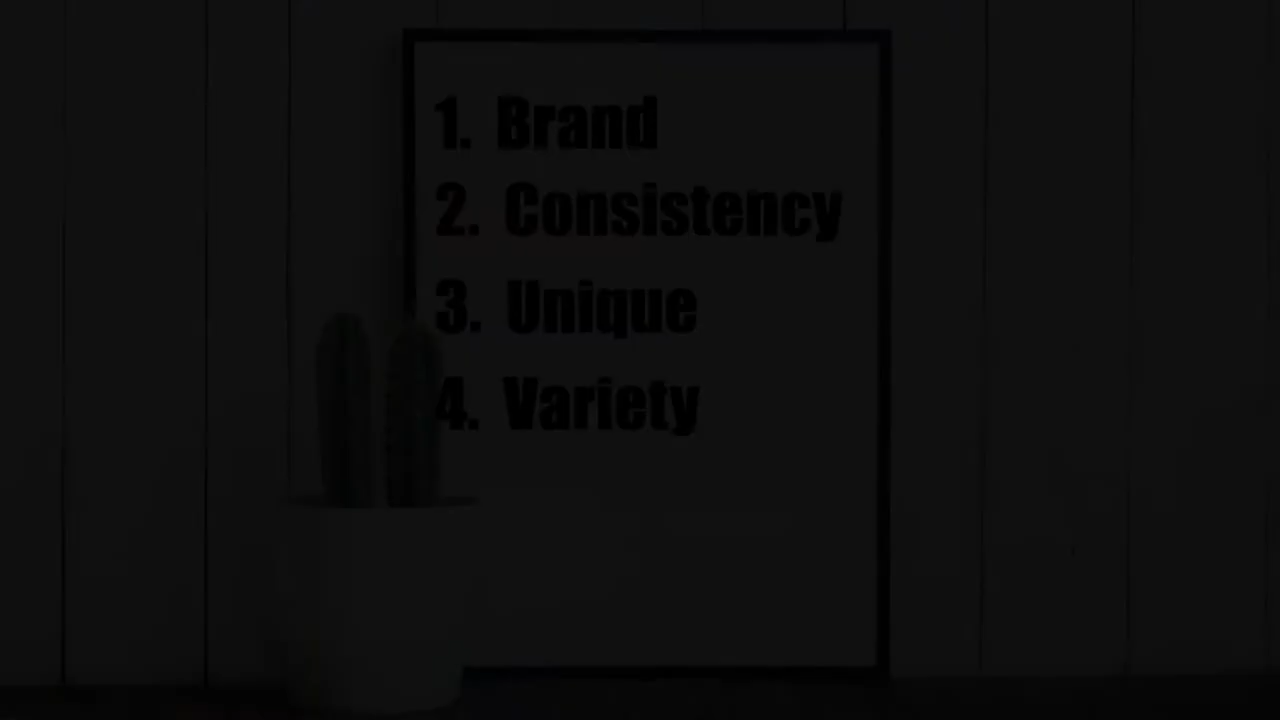 1. Brand
2. Consistency
3. Unique
4. Variety